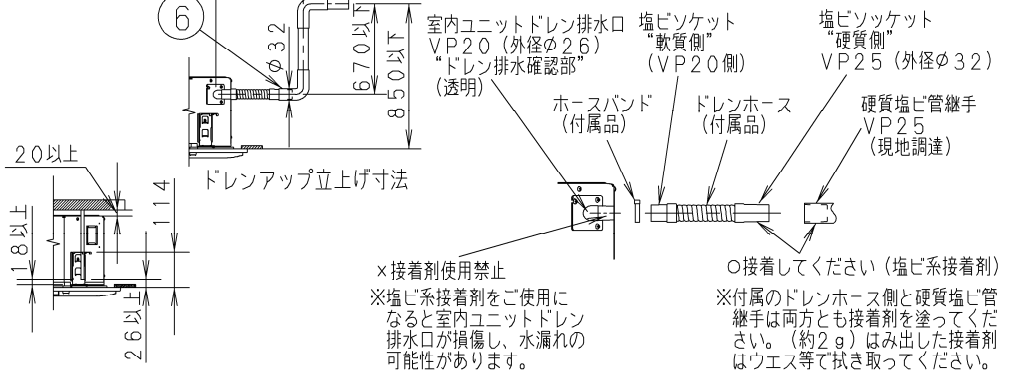 6
φ32
670以下
850以下
ドレンアップ立上げ寸法
20以上
114
18以上
26以上
室内ユニットドレン排水口
VP20(外径φ26)
“ドレン排水確認部”
(透明)
塩ビソケット
“軟質側”
(VP20側)
塩ビソッケット
“硬質側”
VP25(外径φ32)
ホースバンド
(付属品)
ドレンホース
(付属品)
硬質塩ビ管継手
VP25
(現地調達)
×接着剤使用禁止
※塩ビ系接着剤をご使用に
なると室内ユニットドレン
排水口が損傷し、水漏れの
可能性があります。
○接着してください(塩ビ系接着剤)
※付属のドレンホース側と硬質塩ビ管
継手は両方とも接着剤を塗ってくだ
さい。(約2g)はみ出した接着剤
はウエス等で拭き取ってください。